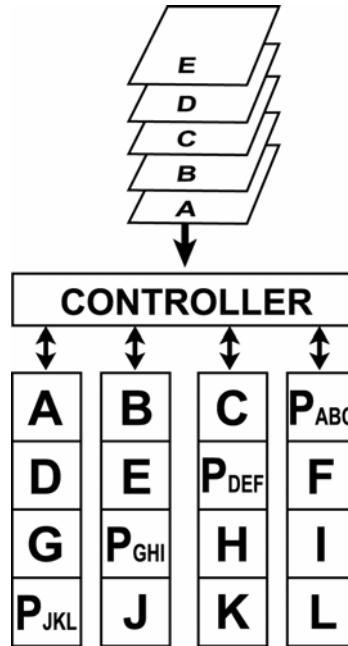 E
D
C
B
A
CONTROLLER
A B C PABC
D E PDEF F
G PGHI H I
PJKL J K L